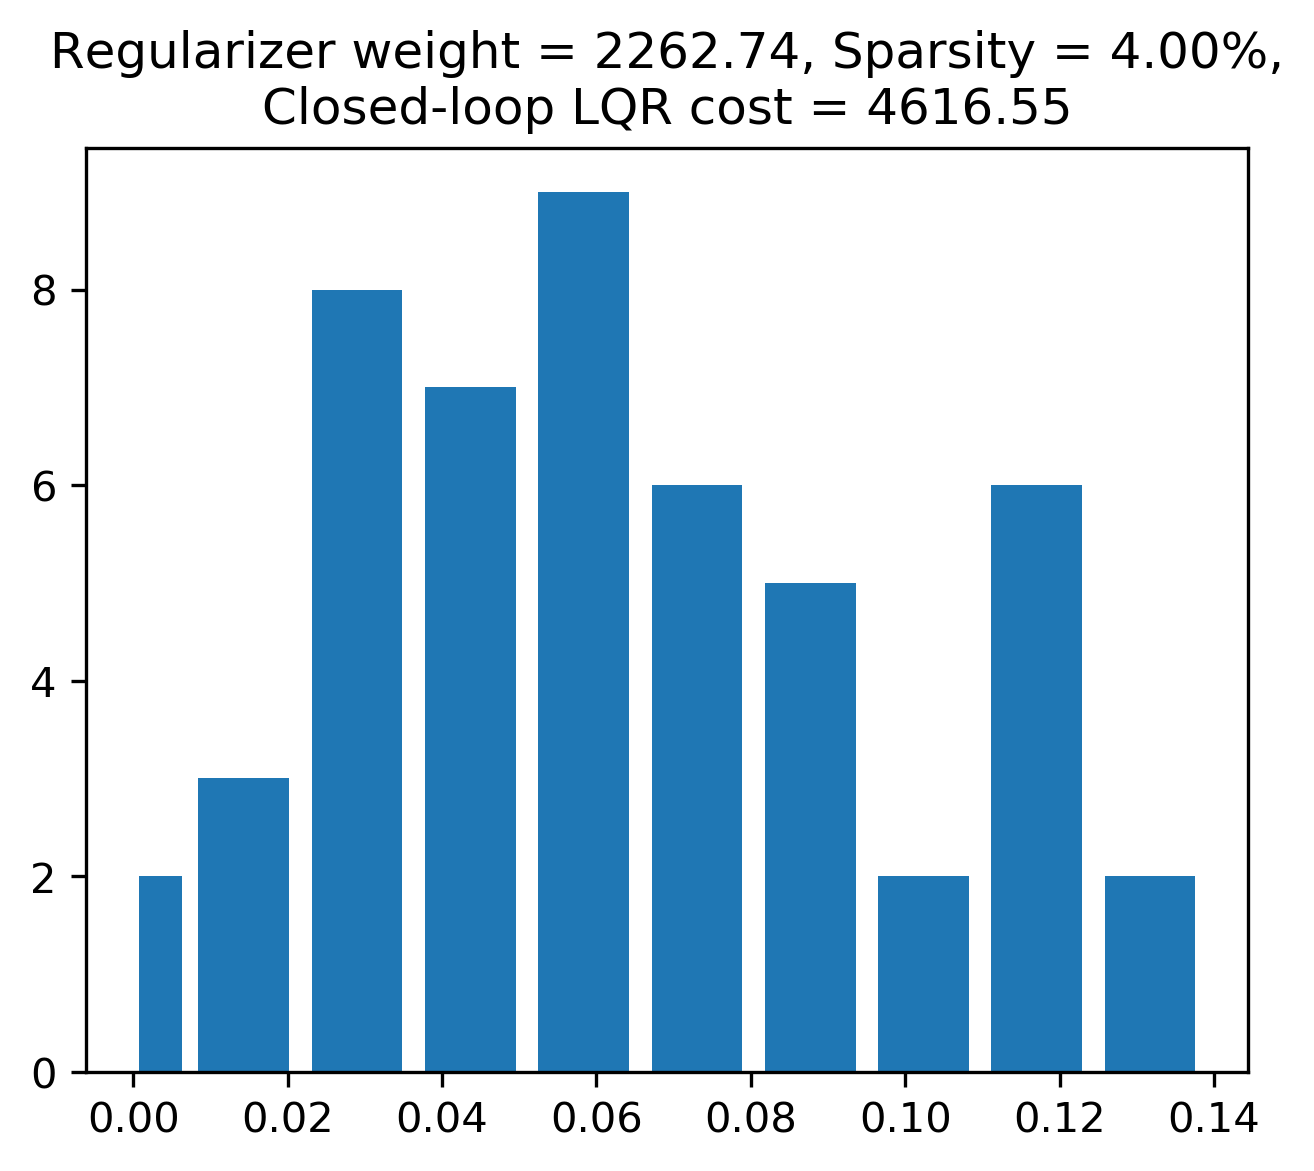 Regularizer weight = 2262.74, Sparsity = 4.00%,
Closed-loop LQR cost = 4616.55
8
6
4
2
0
0.00 0.02 0.04 0.06 0.08 0.10 0.12 0.14